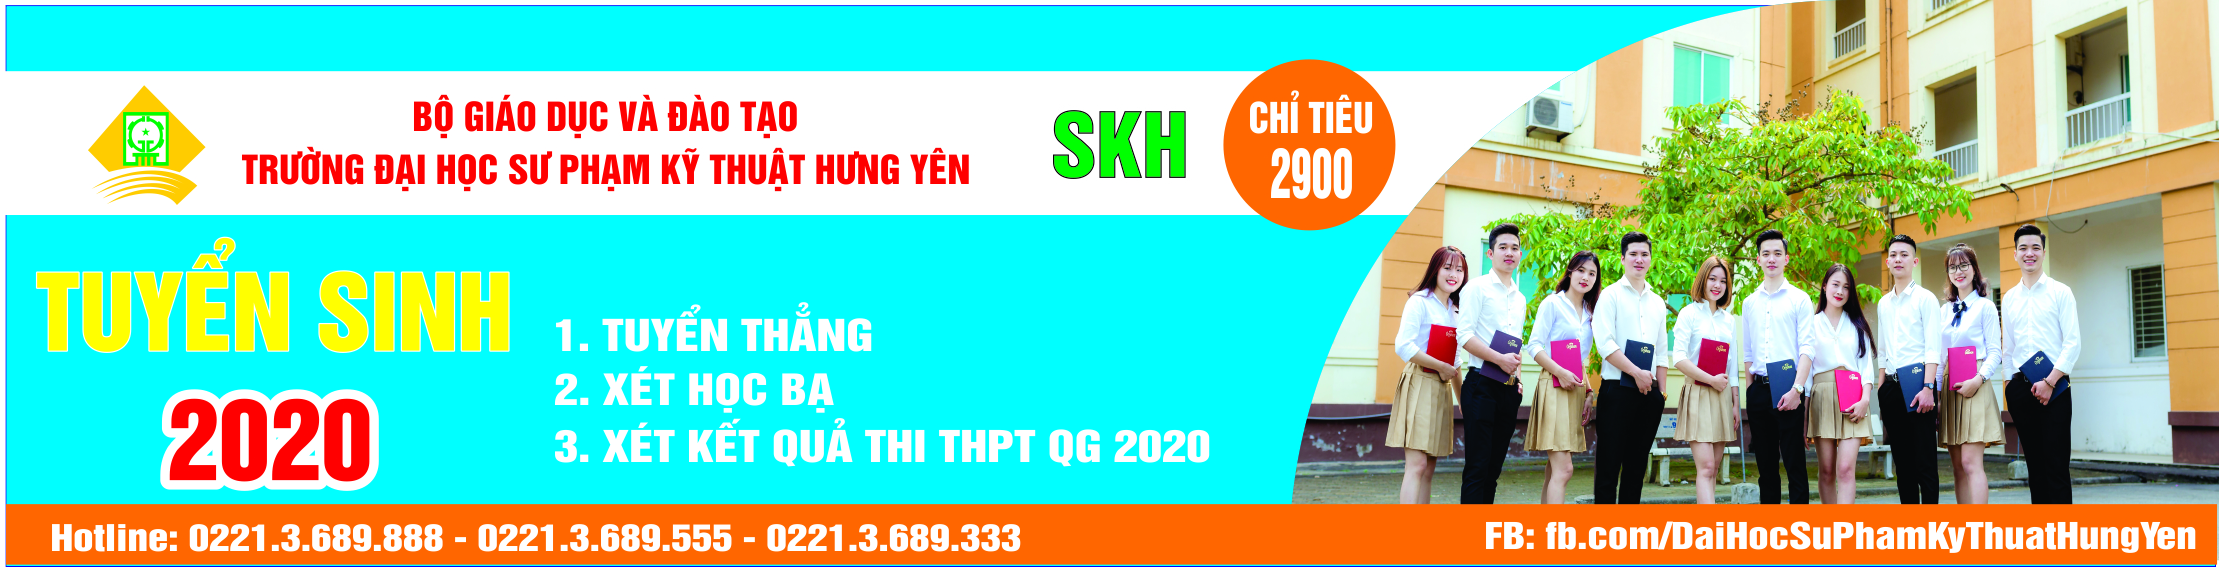 BỘ GIÁO DỤC VÀ ĐÀO TẠO
TRƯỜNG ĐẠI HỌC SƯ PHẠM KỸ THUẬT HƯNG YÊN
SKH
CHỈ TIÊU
2900
TUYỂN SINH
2020
1. TUYỂN THẲNG
2. XÉT HỌC BẠ
3. XÉT KẾT QUẢ THI THPT QG 2020
Hotline: 0221.3.689.888 - 0221.3.689.555 - 0221.3.689.333
FB: fb.com/DaiHocSuPhamKyThuatHungYen